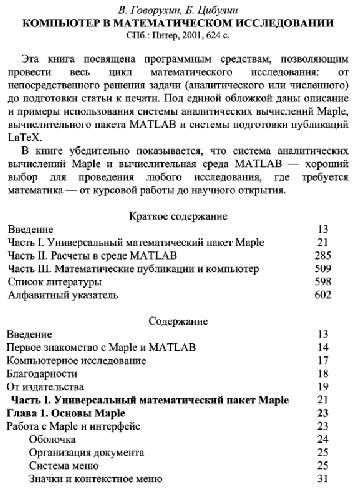 В. Говорухин, Б. Цибулин
КОМПЬЮТЕР В МАТЕМАТИЧЕСКОМ ИССЛЕДОВАНИИ
СПб.: Питер, 2001, 624 с.
Эта книга посвящена программным средствам, позволяющим
провести весь цикл математического исследования: от
непосредственного решения задачи (аналитического или численного)
до подготовки статьи к печати. Под единой обложкой даны описание
и примеры использования системы аналитических вычислений Maple,
вычислительного пакета MATLAB и системы подготовки публикаций
LaTeX.
В книге убедительно показывается, что система аналитических
вычислений Maple и вычислительная среда MATLAB — хороший
выбор для проведения любого исследования, где требуется
математика — от курсовой работы до научного открытия.
Краткое содержание
Введение 13
Часть I. Универсальный математический пакет Maple 21
Часть II. Расчеты в среде MATLAB 285
Часть III. Математические публикации и компьютер 509
Список литературы 598
Алфавитный указатель 602
Содержание
Введение 13
Первое знакомство с Maple и MATLAB 14
Компьютерное исследование 17
Благодарности 18
От издательства 19
Часть I. Универсальный математический пакет Maple 21
Глава 1. Основы Maple 23
Работа с Maple и интерфейс 23
Оболочка 24
Организация документа 25
Система меню 25
Значки и контекстное меню 31